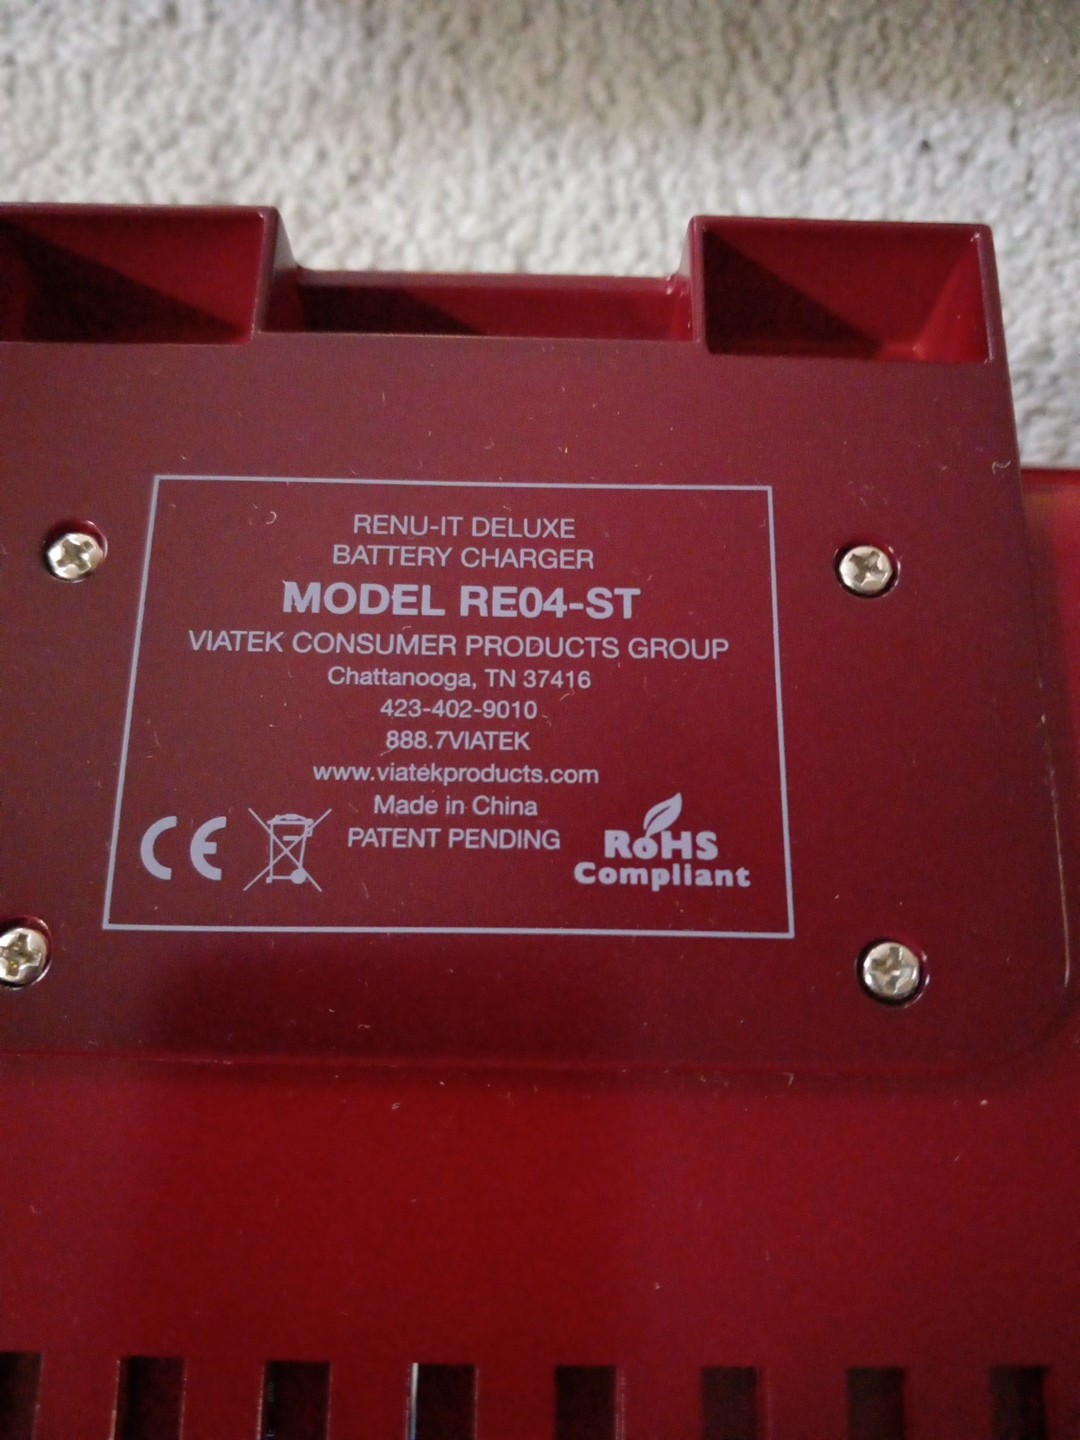 RENU-IT DELUXE
BATTERY CHARGER
MODEL RE04-ST
VIATEK CONSUMER PRODUCTS GROUP
Chattanooga, TN 37416
423-402-9010
888.7VIATEK
www.viatekproducts.com
Made in China
PATENT PENDING
CE
RoHS
Compliant